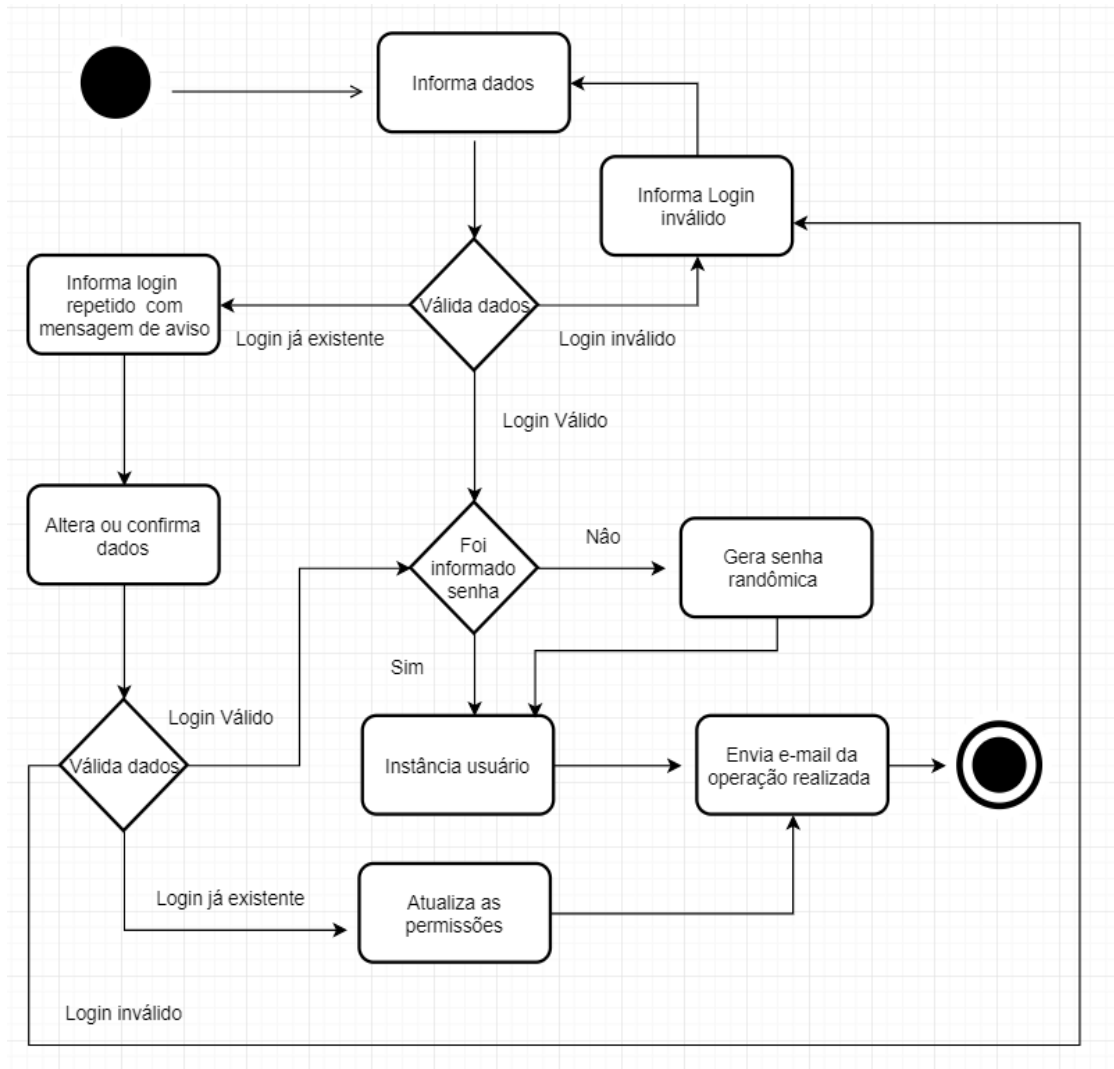 Informa dados
Informa Login
inválido
Informa login
repetido com
mensagem de aviso
Válida dados
Login já existente
Login inválido
Login Válido
Altera ou confirma
dados
Foi
informado
senha
Nâo
Gera senha
randômica
Sim
Login Válido
Válida dados
Instância usuário
Envia e-mail da
operação realizada
Login já existente
Atualiza as
permissões
Login inválido